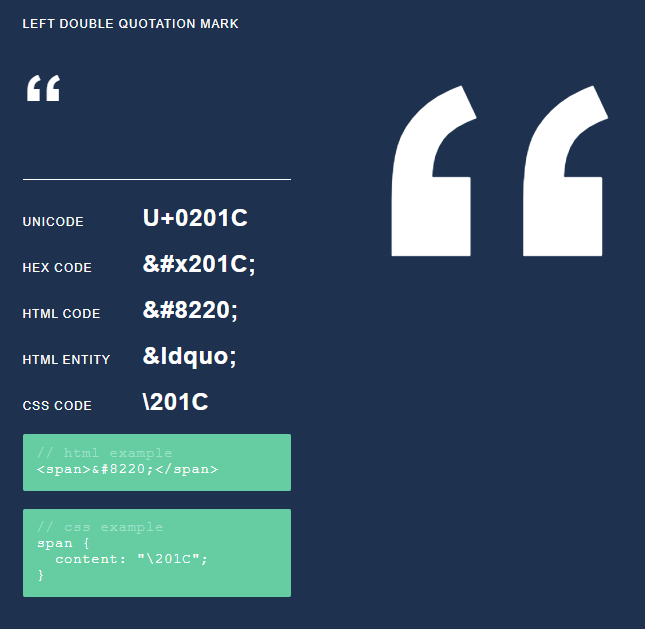 LEFT DOUBLE QUOTATION MARK
“
“
UNICODE U+0201C
HEX CODE &#x201C;
HTML CODE &#8220;
HTML ENTITY &ldquo;
CSS CODE \201C
// html example
<span>&#8220;</span>
// css example
span {
  content: "\201C";
}